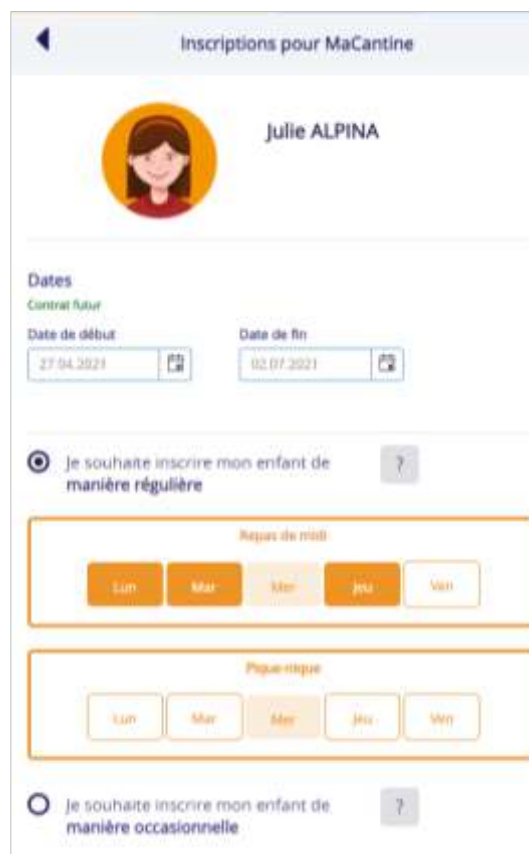 Inscriptions pour MaCantine
Julie ALPINA
Dates
Contrat futur
Date de début Date de fin
27.04.2021 02.07.2021
Je souhaite inscrire mon enfant de ?
manière régulière
Repas de midi
Lun Mar Mer Jeu Ven
Pique-nique
Lun Mar Mer Jeu Ven
Je souhaite inscrire mon enfant de ?
manière occasionnelle